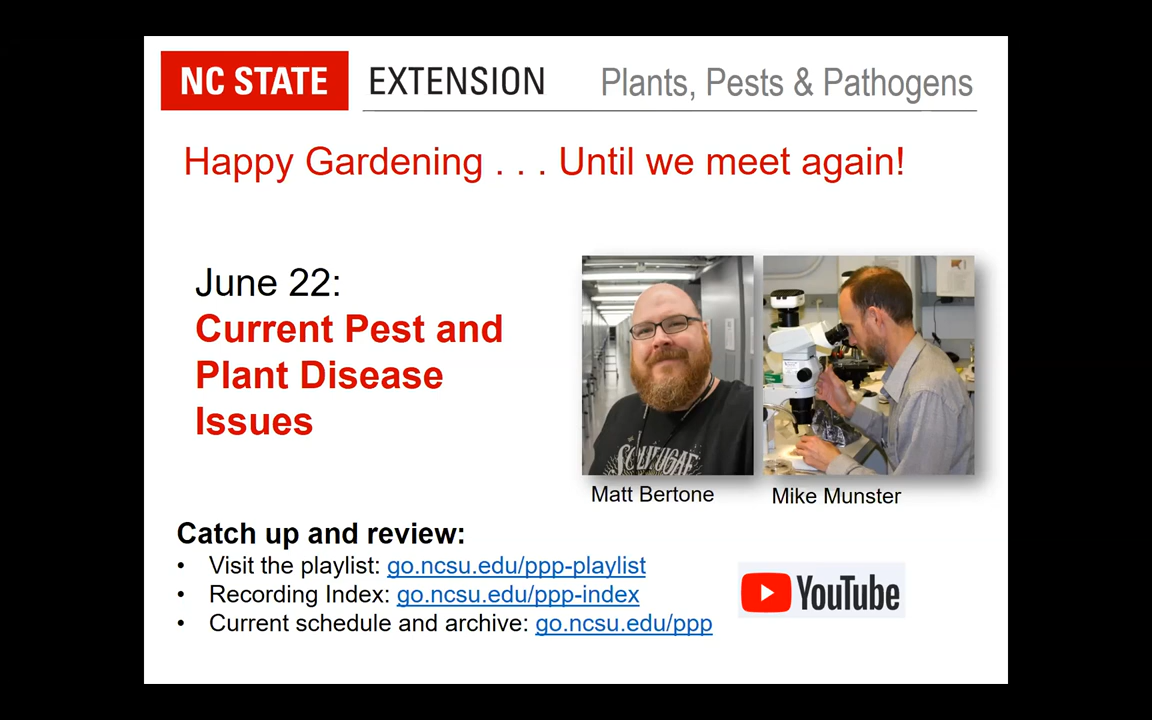 NC STATE EXTENSION Plants, Pests & Pathogens
Happy Gardening . . . Until we meet again!
June 22:
Current Pest and
Plant Disease
Issues
SOLIFUGAE
Matt Bertone
Mike Munster
Catch up and review:
• Visit the playlist: go.ncsu.edu/ppp-playlist
• Recording Index: go.ncsu.edu/ppp-index
• Current schedule and archive: go.ncsu.edu/ppp
YouTube